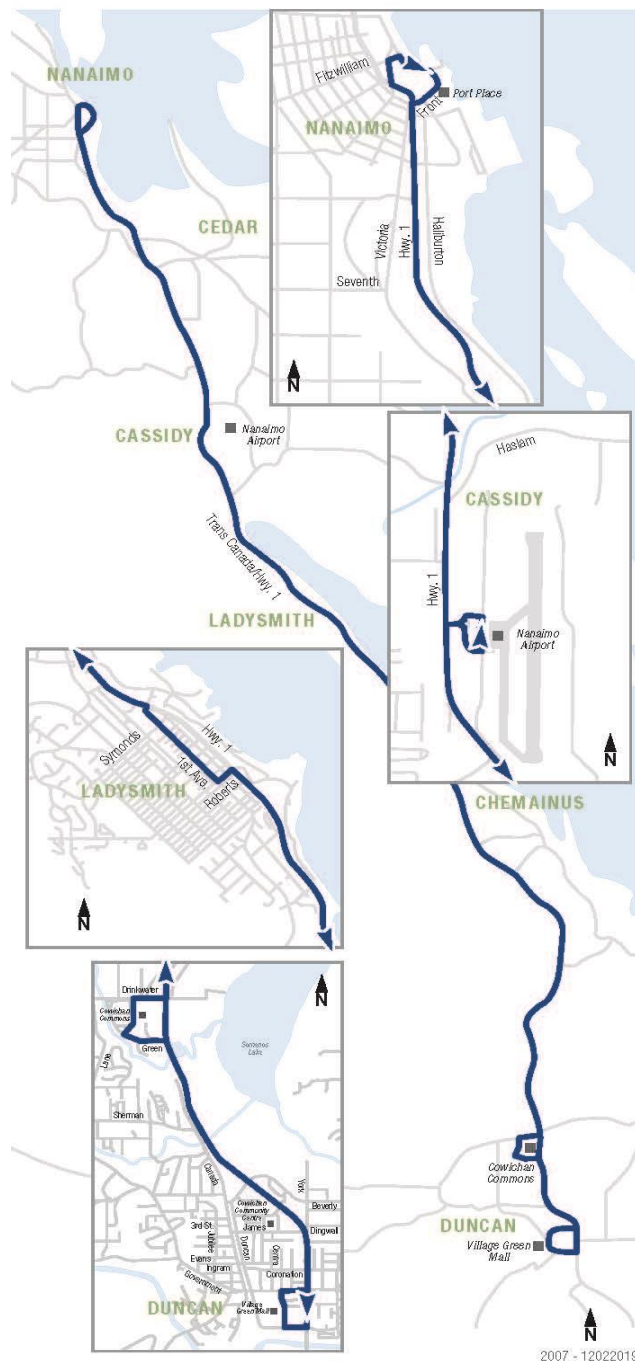 NANAIMO
CEDAR
CASSIDY
Nanaimo
Airport
Trans Canada/Hwy. 1
LADYSMITH
CHEMAINUS
Cowichan
Commons
DUNCAN
Village Green
Mall
N
2007 - 12022019
Fitzwilliam
Port Place
Front
NANAIMO
Victoria
Hwy. 1
Haliburton
Seventh
N
Haslam
CASSIDY
Hwy. 1
Nanaimo
Airport
N
Hwy. 1
Symonds
1st Ave.
Roberts
LADYSMITH
N
Drinkwater
Cowichan
Commons
Green
Lane
Somenos
Lake
Sherman
Canada
York
Beverly
Cowichan
Community
Centre
James
3rd St.
Jubilee
Duncan
Dingwall
Evans
Ingram
Centre
Coronation
Government
DUNCAN
Village
Green Mall
N